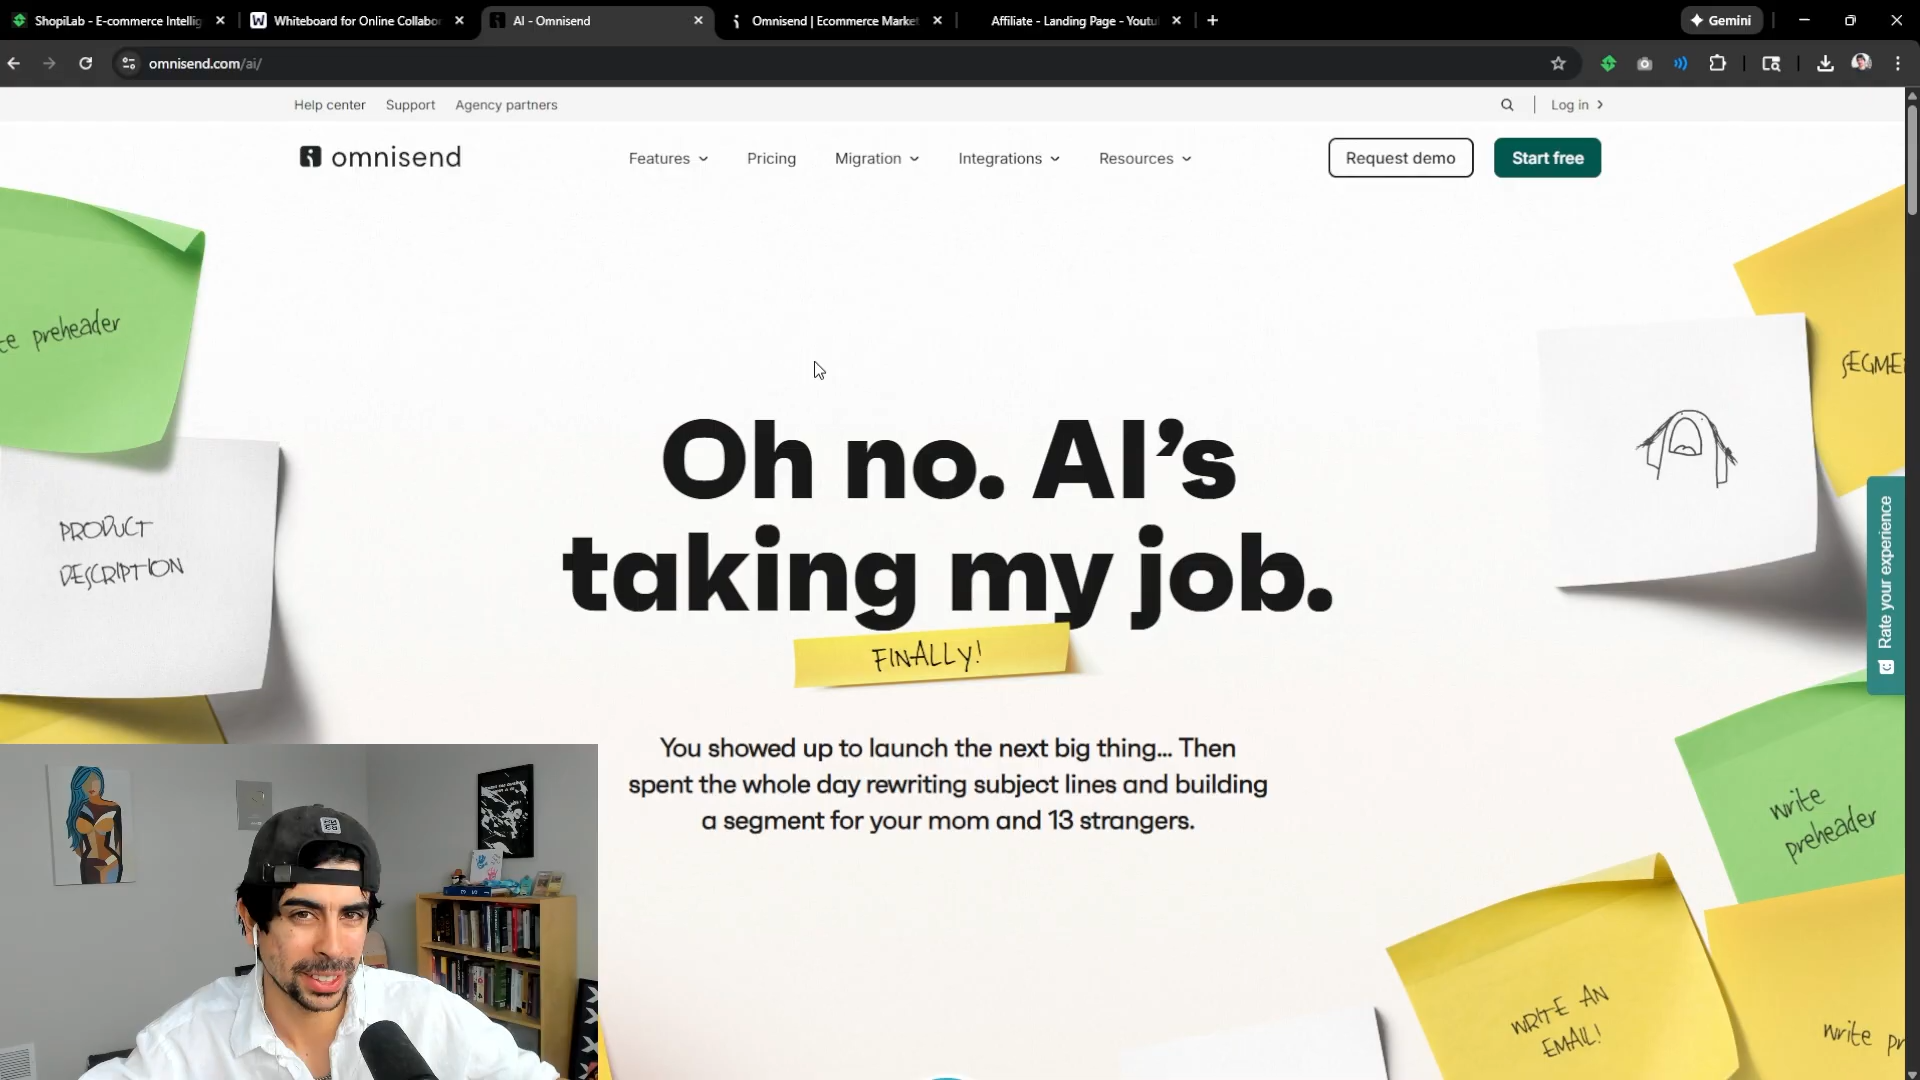 ShopiLab - E-commerce Intellig
Whiteboard for Online Collabo
AI - Omnisend
Omnisend | Ecommerce Market
Affiliate - Landing Page - Youtu
Gemini
omnisend.com/ai/
Help center
Support
Agency partners
Log in
omnisend
Features
Pricing
Migration
Integrations
Resources
Request demo
Start free
te preheader
SEGME
Oh no. AI's
taking my job.
FINALLY!
PRODUCT
DESCRIPTION
Rate your experience
You showed up to launch the next big thing... Then
spent the whole day rewriting subject lines and building
a segment for your mom and 13 strangers.
write
preheader
WRITE AN
EMAIL!
write pr